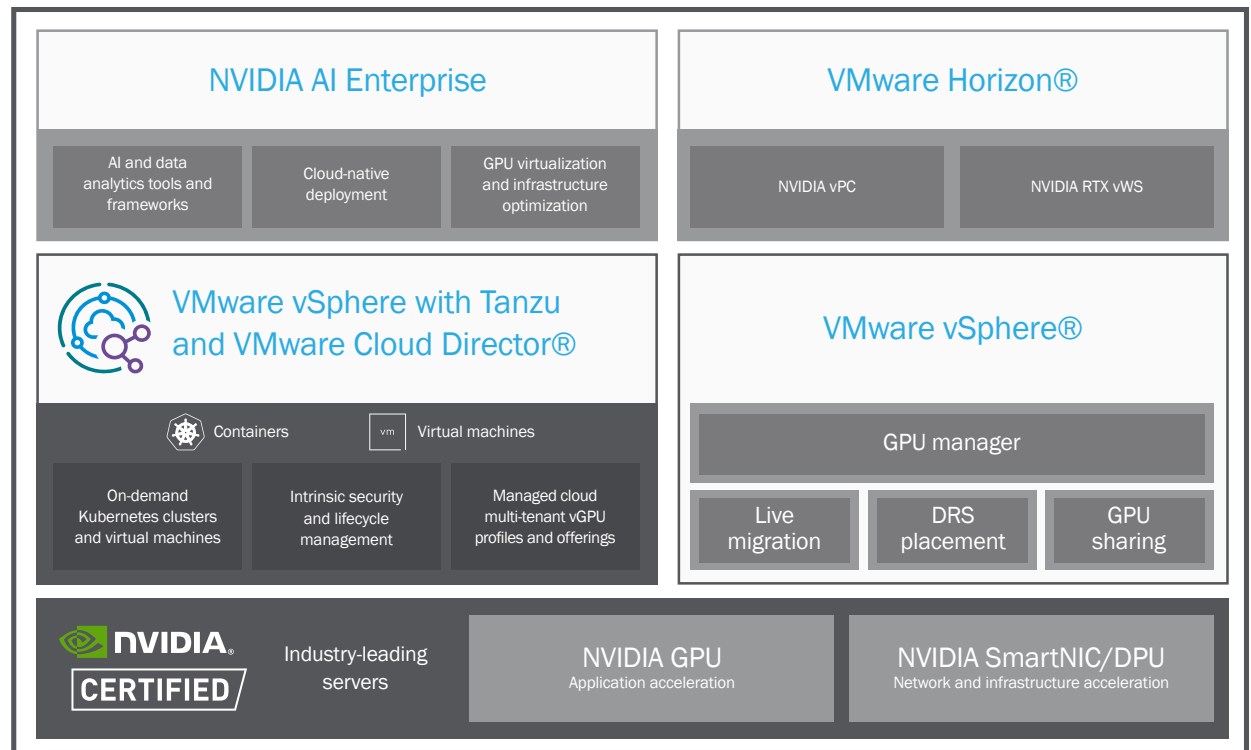 NVIDIA AI Enterprise
AI and data
analytics tools and
frameworks
Cloud-native
deployment
GPU virtualization
and infrastructure
optimization
VMware Horizon®
NVIDIA vPC
NVIDIA RTX vWS
VMware vSphere with Tanzu
and VMware Cloud Director®
Containers
vm
Virtual machines
On-demand
Kubernetes clusters
and virtual machines
Intrinsic security
and lifecycle
management
Managed cloud
multi-tenant vGPU
profiles and offerings
VMware vSphere®
GPU manager
Live
migration
DRS
placement
GPU
sharing
NVIDIA®
CERTIFIED
Industry-leading
servers
NVIDIA GPU
Application acceleration
NVIDIA SmartNIC/DPU
Network and infrastructure acceleration